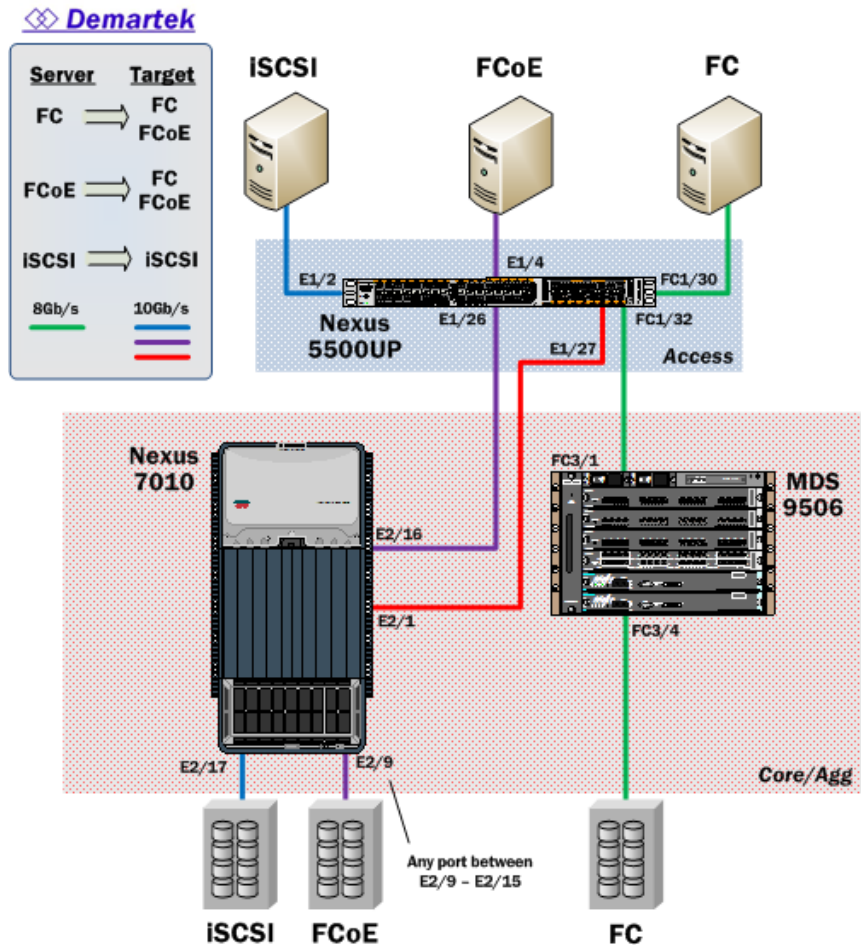 Demartek
Server Target
FC FC
FCoE
FCoE FC
FCoE
iSCSI iSCSI
8Gb/s 10Gb/s
iSCSI
FCoE
FC
E1/2
E1/4
FC1/30
Nexus
5500UP
E1/26
E1/27
FC1/32
Access
Nexus
7010
E2/16
E2/1
FC3/1
MDS
9506
FC3/4
E2/17
E2/9
Core/Agg
Any port between
E2/9 – E2/15
iSCSI
FCoE
FC